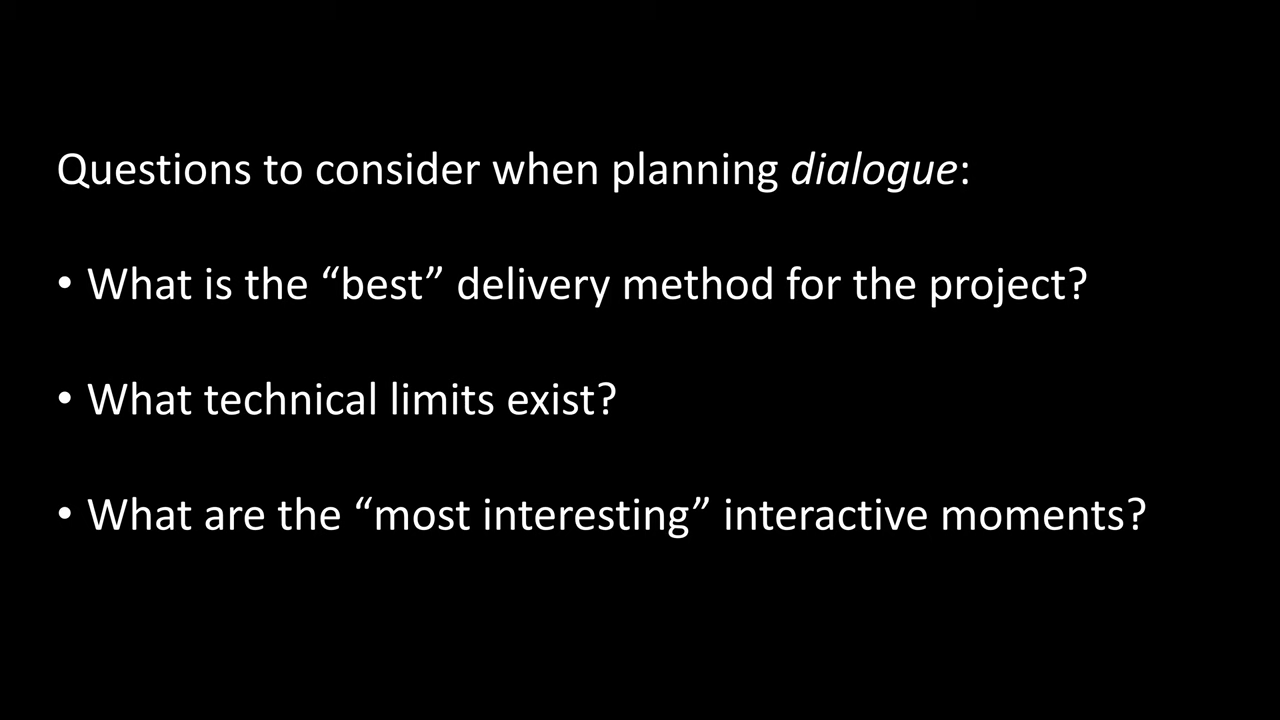 Questions to consider when planning dialogue:
• What is the “best” delivery method for the project?
• What technical limits exist?
• What are the “most interesting” interactive moments?